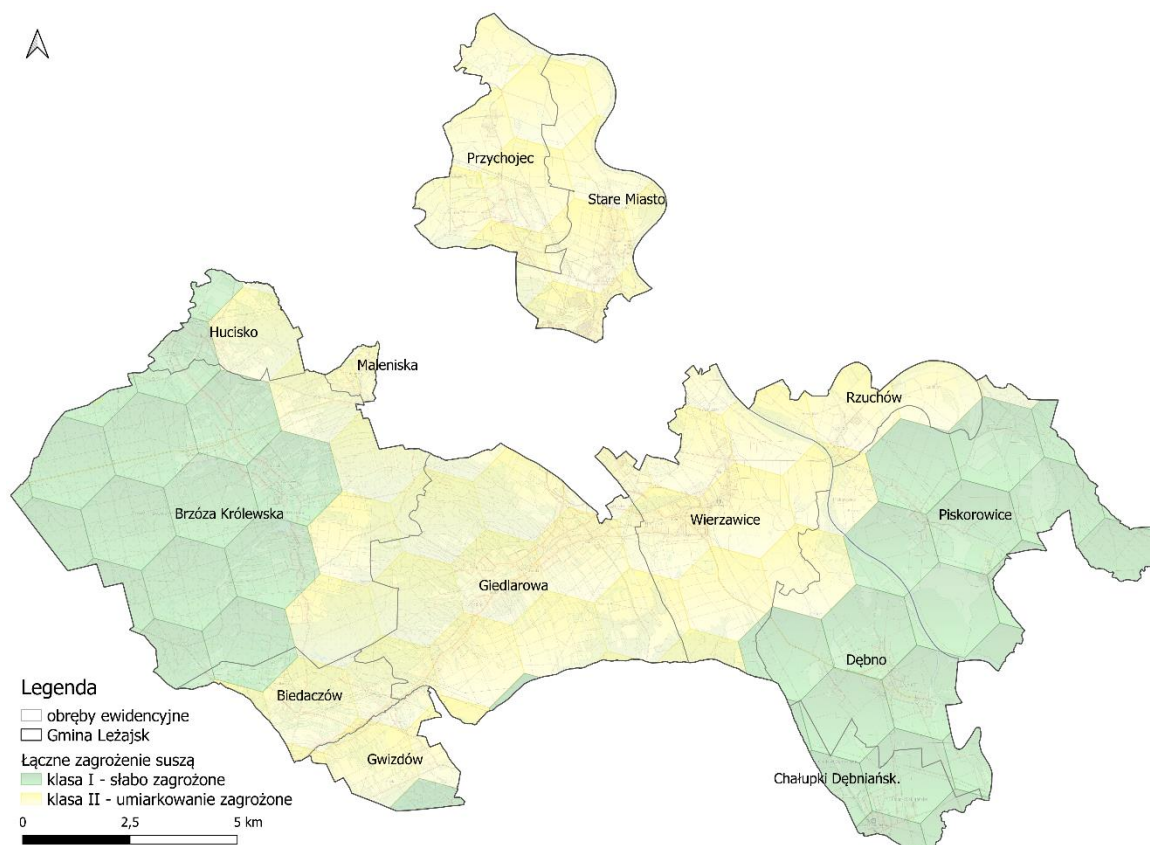 Przychojec
Stare Miasto
Hucisko
Maleniska
Rzuchów
Brzóza Królewska
Wierzawice
Piskorowice
Giedlarowa
Dębno
Biedaczów
Gwizdów
Chałupki Dębniańsk.
Legenda
obręby ewidencyjne
Gmina Leżajsk
Łączne zagrożenie suszą
klasa I - słabo zagrożone
klasa II - umiarkowanie zagrożone
0 2,5 5 km